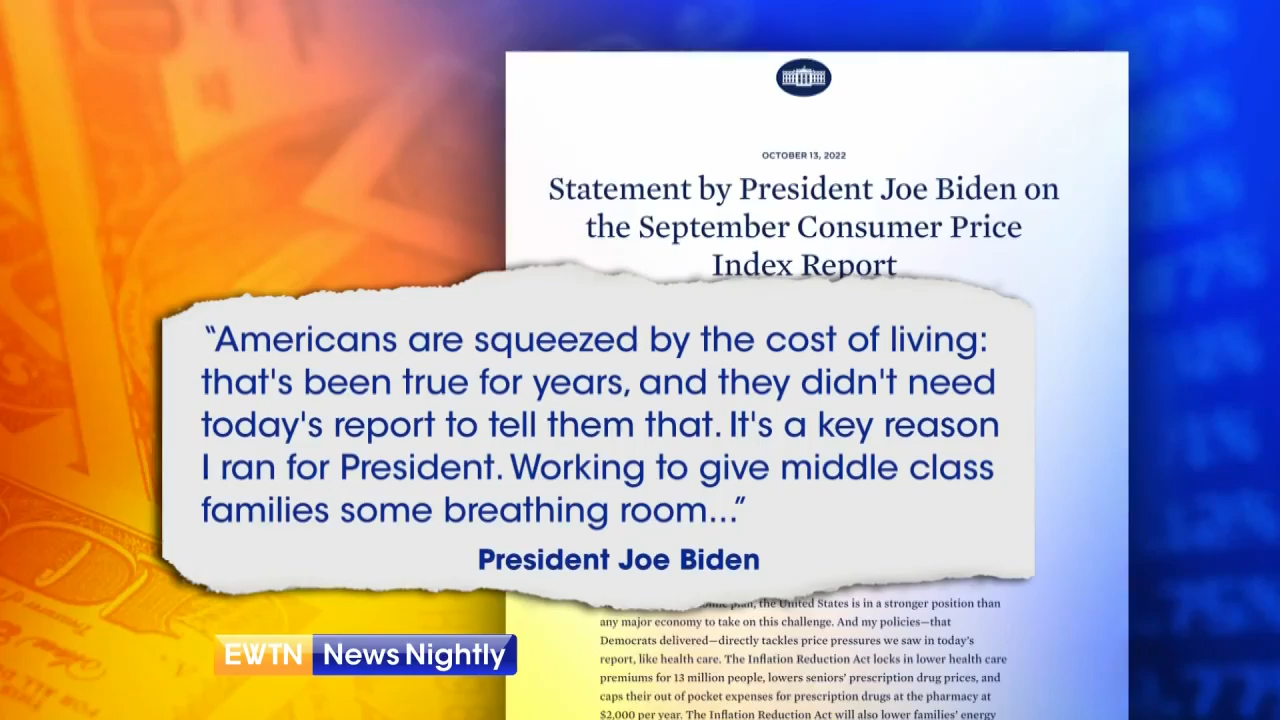 OCTOBER 13, 2022
Statement by President Joe Biden on
the September Consumer Price
Index Report
“Americans are squeezed by the cost of living:
that's been true for years, and they didn't need
today's report to tell them that. It's a key reason
I ran for President. Working to give middle class
families some breathing room...”
President Joe Biden
plan, the United States is in a stronger position than
any major economy to take on this challenge. And my policies—that
Democrats delivered—directly tackles price pressures we saw in today’s
report, like health care. The Inflation Reduction Act locks in lower health care
premiums for 13 million people, lowers seniors’ prescription drug prices, and
caps their out of pocket expenses for prescription drugs at the pharmacy at
$2,000 per year. The Inflation Reduction Act will also lower families’ energy
EWTN News Nightly